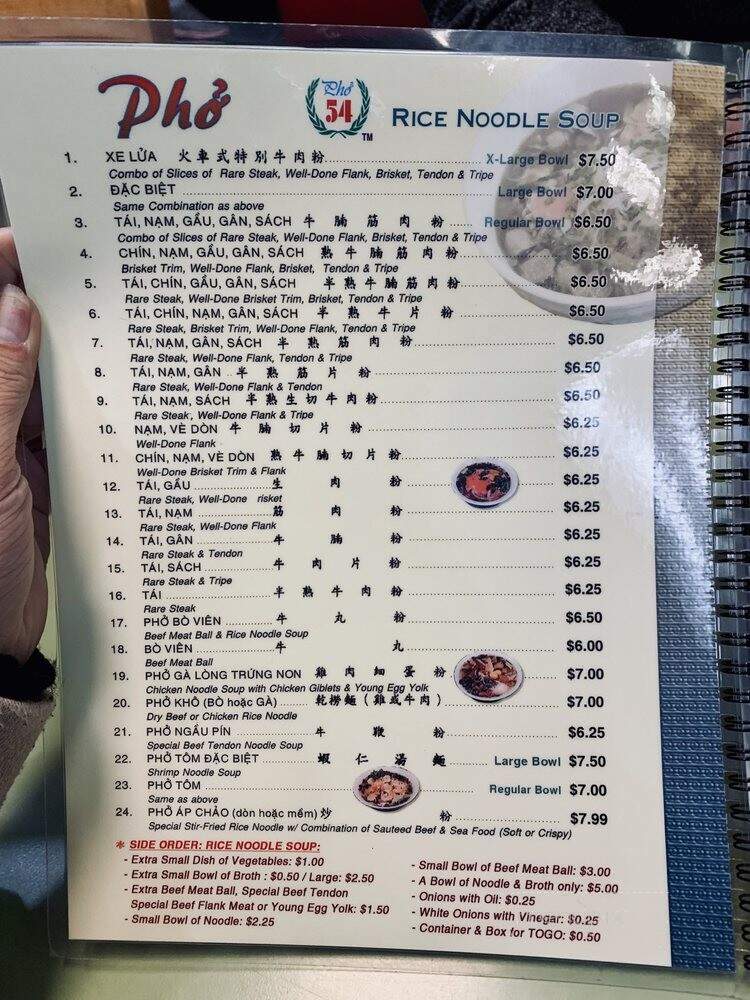 Phở
Phở
54
TM
RICE NOODLE SOUP
1. XE LỬA 火車式特別牛肉粉 X-Large Bowl $7.50
Combo of Slices of Rare Steak, Well-Done Flank, Brisket, Tendon & Tripe
2. ĐẶC BIỆT Large Bowl $7.00
Same Combination as above
3. TÁI, NẠM, GẦU, GÂN, SÁCH 牛腩筋肉粉 Regular Bowl $6.50
Combo of Slices of Rare Steak, Well-Done Flank, Brisket, Tendon & Tripe
4. CHÍN, NẠM, GẦU, GÂN, SÁCH 熟牛腩筋肉粉 $6.50
Brisket Trim, Well-Done Flank, Brisket, Tendon & Tripe
5. TÁI, CHÍN, GẦU, GÂN, SÁCH 半熟牛腩筋肉粉 $6.50
Rare Steak, Well-Done Brisket Trim, Brisket, Tendon & Tripe
6. TÁI, CHÍN, NẠM, GÂN, SÁCH 半熟牛片粉 $6.50
Rare Steak, Brisket Trim, Well-Done Flank, Tendon & Tripe
7. TÁI, NẠM, GÂN, SÁCH 半熟筋肉粉 $6.50
Rare Steak, Well-Done Flank, Tendon & Tripe
8. TÁI, NẠM, GÂN 半熟筋片粉 $6.50
Rare Steak, Well-Done Flank & Tendon
9. TÁI, NẠM, SÁCH 半熟生切牛肉粉 $6.50
Rare Steak, Well-Done Flank & Tripe
10. NẠM, VÈ DÒN 牛腩切片粉 $6.25
Well-Done Flank
11. CHÍN, NẠM, VÈ DÒN 熟牛腩切片粉 $6.25
Well-Done Brisket Trim & Flank
12. TÁI, GẦU 生肉粉 $6.25
Rare Steak, Well-Done risket
13. TÁI, NẠM 筋肉粉 $6.25
Rare Steak, Well-Done Flank
14. TÁI, GÂN 牛腩粉 $6.25
Rare Steak & Tendon
15. TÁI, SÁCH 牛肉片粉 $6.25
Rare Steak & Tripe
16. TÁI 半熟牛肉粉 $6.25
Rare Steak
17. PHỞ BÒ VIÊN 牛丸粉 $6.50
Beef Meat Ball & Rice Noodle Soup
18. BÒ VIÊN 牛丸 $6.00
Beef Meat Ball
19. PHỞ GÀ LÒNG TRỨNG NON 雞肉細蛋粉 $7.00
Chicken Noodle Soup with Chicken Giblets & Young Egg Yolk
20. PHỞ KHÔ (BÒ hoặc GÀ) 乾撈麵(雞或牛肉) $7.00
Dry Beef or Chicken Rice Noodle
21. PHỞ NGẦU PÍN 牛鞭粉 $6.25
Special Beef Tendon Noodle Soup
22. PHỞ TÔM ĐẶC BIỆT 蝦仁湯麵 Large Bowl $7.50
Shrimp Noodle Soup
23. PHỞ TÔM Regular Bowl $7.00
Same as above
24. PHỞ ÁP CHẢO (dòn hoặc mềm) 炒粉 $7.99
Special Stir-Fried Rice Noodle w/ Combination of Sauteed Beef & Sea Food (Soft or Crispy)
* SIDE ORDER: RICE NOODLE SOUP:
- Extra Small Dish of Vegetables: $1.00
- Extra Small Bowl of Broth : $0.50 / Large: $2.50
- Extra Beef Meat Ball, Special Beef Tendon
Special Beef Flank Meat or Young Egg Yolk: $1.50
- Small Bowl of Noodle: $2.25
- Small Bowl of Beef Meat Ball: $3.00
- A Bowl of Noodle & Broth only: $5.00
- Onions with Oil: $0.25
- White Onions with Vinegar: $0.25
- Container & Box for TOGO: $0.50